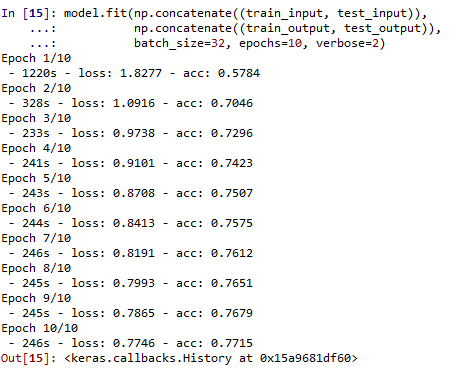 In [15]: model.fit(np.concatenate((train_input, test_input)),
    ...:           np.concatenate((train_output, test_output)),
    ...:           batch_size=32, epochs=10, verbose=2)
Epoch 1/10
 - 1220s - loss: 1.8277 - acc: 0.5784
Epoch 2/10
 - 328s - loss: 1.0916 - acc: 0.7046
Epoch 3/10
 - 233s - loss: 0.9738 - acc: 0.7296
Epoch 4/10
 - 241s - loss: 0.9101 - acc: 0.7423
Epoch 5/10
 - 243s - loss: 0.8708 - acc: 0.7507
Epoch 6/10
 - 244s - loss: 0.8413 - acc: 0.7575
Epoch 7/10
 - 246s - loss: 0.8191 - acc: 0.7612
Epoch 8/10
 - 245s - loss: 0.7993 - acc: 0.7651
Epoch 9/10
 - 245s - loss: 0.7865 - acc: 0.7679
Epoch 10/10
 - 246s - loss: 0.7746 - acc: 0.7715
Out[15]: <keras.callbacks.History at 0x15a9681df60>